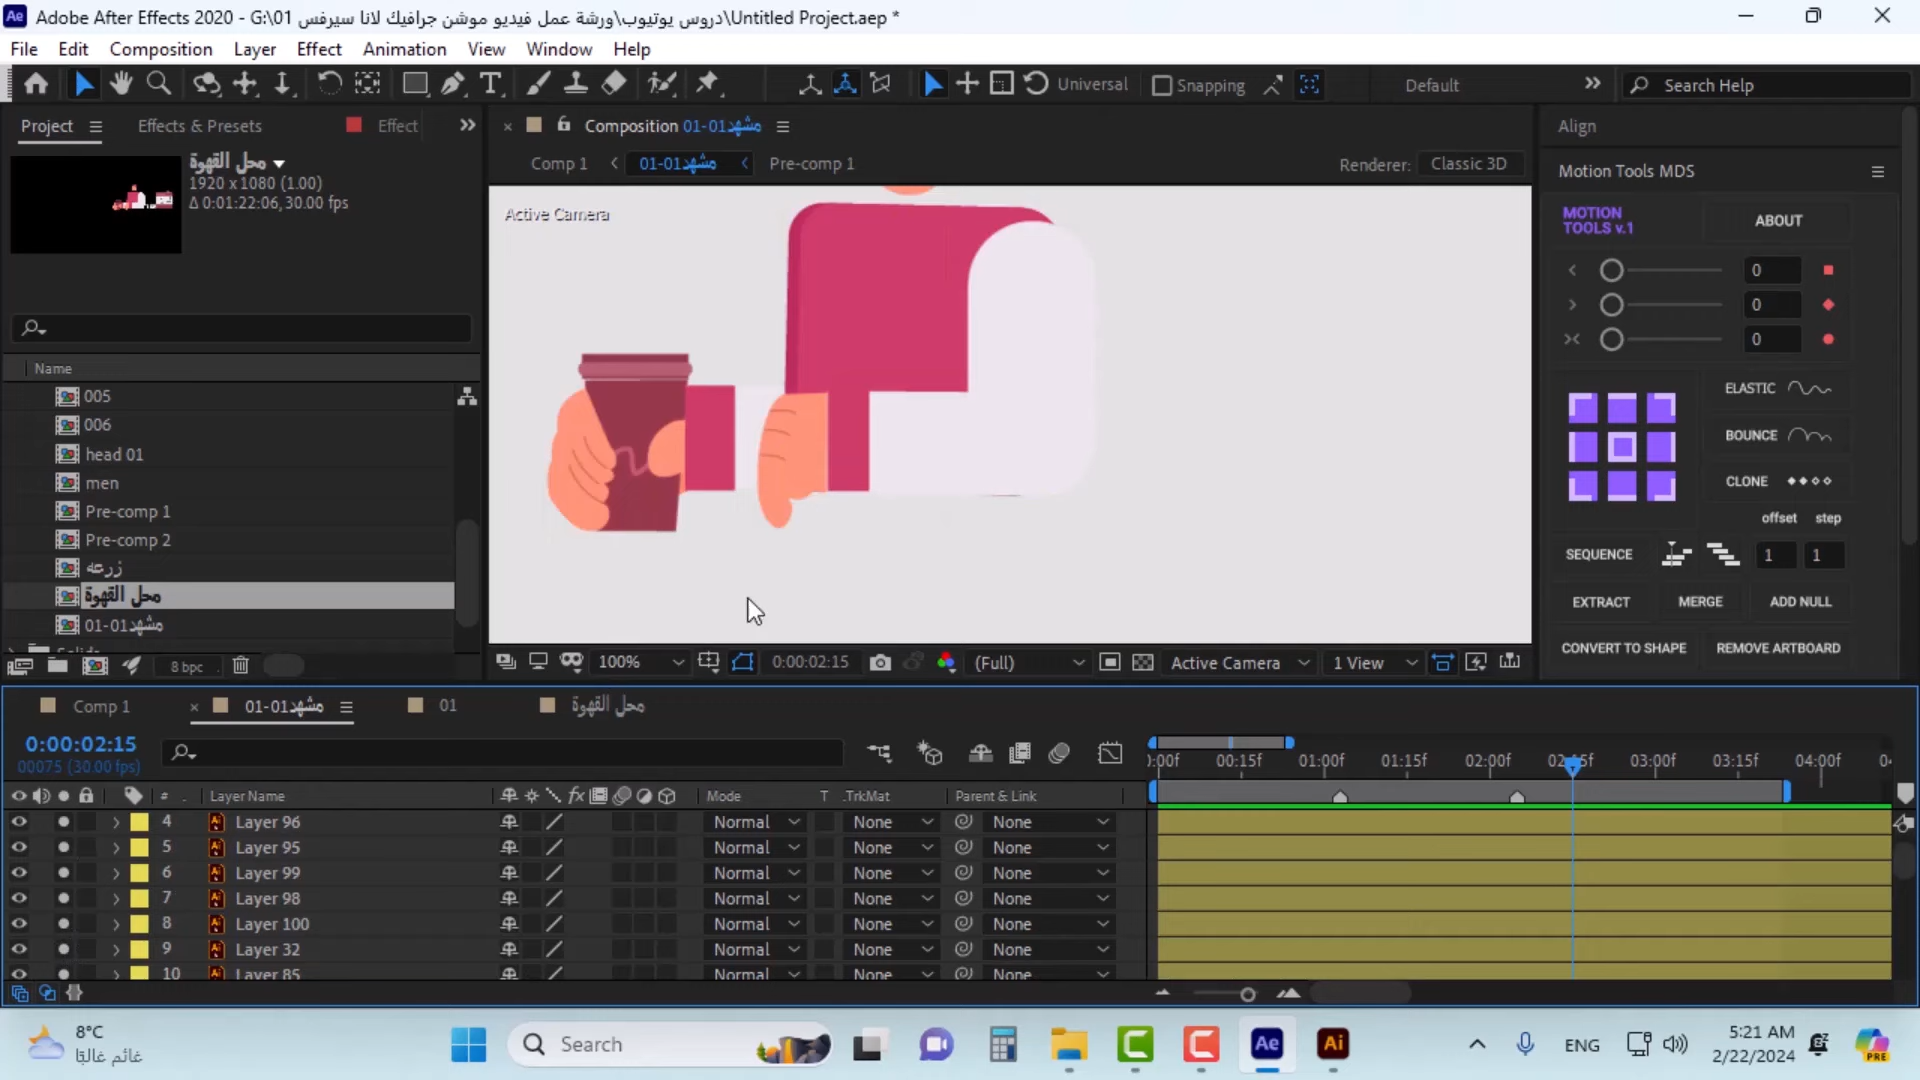 Adobe After Effects 2020 - G:\01 دروس يوتيوب\ورشة عمل فيديو موشن جرافيك لانا سيرفس\Untitled Project.aep *
File Edit Composition Layer Effect Animation View Window Help
Universal Snapping Default Search Help
Project Effects & Presets Effect
محل القهوة
1920 x 1080 (1.00)
Δ 0:01:22:06, 30.00 fps
Name
005
006
head 01
men
Pre-comp 1
Pre-comp 2
زرعه
محل القهوة
01-01مشهد
8 bpc
Composition 01-01مشهد
Comp 1 01-01مشهد Pre-comp 1
Renderer: Classic 3D
Active Camera
100% 0:00:02:15 (Full) Active Camera 1 View
Align
Motion Tools MDS
MOTION TOOLS v.1 ABOUT
0
0
0
ELASTIC
BOUNCE
CLONE
offset step
SEQUENCE 1 1
EXTRACT MERGE ADD NULL
CONVERT TO SHAPE REMOVE ARTBOARD
Comp 1 01-01مشهد 01 محل القهوة
0:00:02:15
00075 (30.00 fps)
:00f 00:15f 01:00f 01:15f 02:00f 02:15f 03:00f 03:15f 04:00f
# Layer Name fx Mode T .TrkMat Parent & Link
4 Layer 96 Normal None None
5 Layer 95 Normal None None
6 Layer 99 Normal None None
7 Layer 98 Normal None None
8 Layer 100 Normal None None
9 Layer 32 Normal None None
10 Layer 85 Normal None None
8°C
غائم غالبًا
Search
ENG
5:21 AM
2/22/2024
PRE